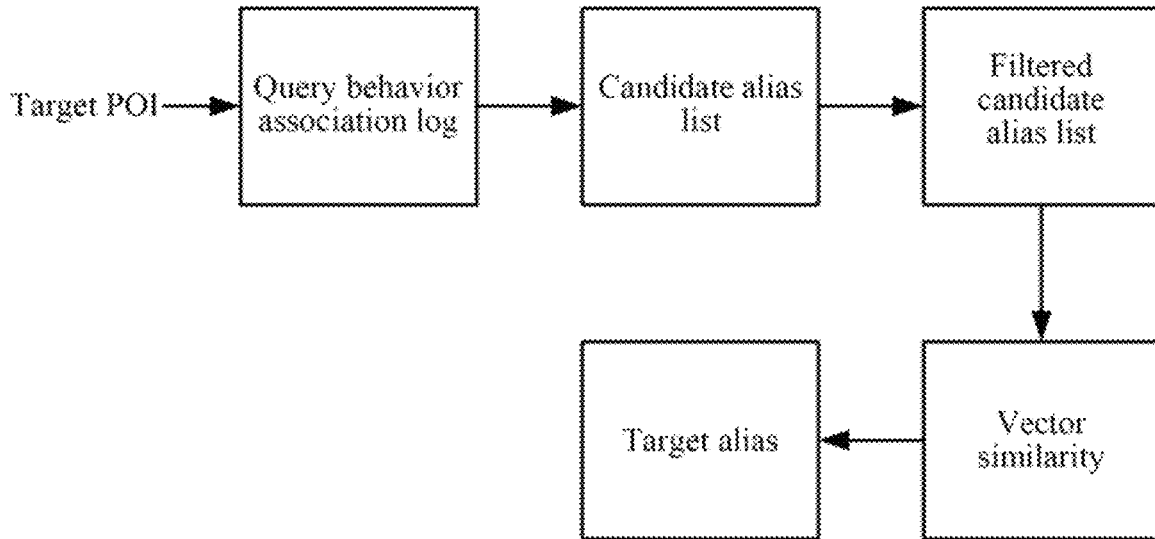 Target POI
Query behavior
association log
Candidate alias
list
Filtered
candidate
alias list
Vector
similarity
Target alias